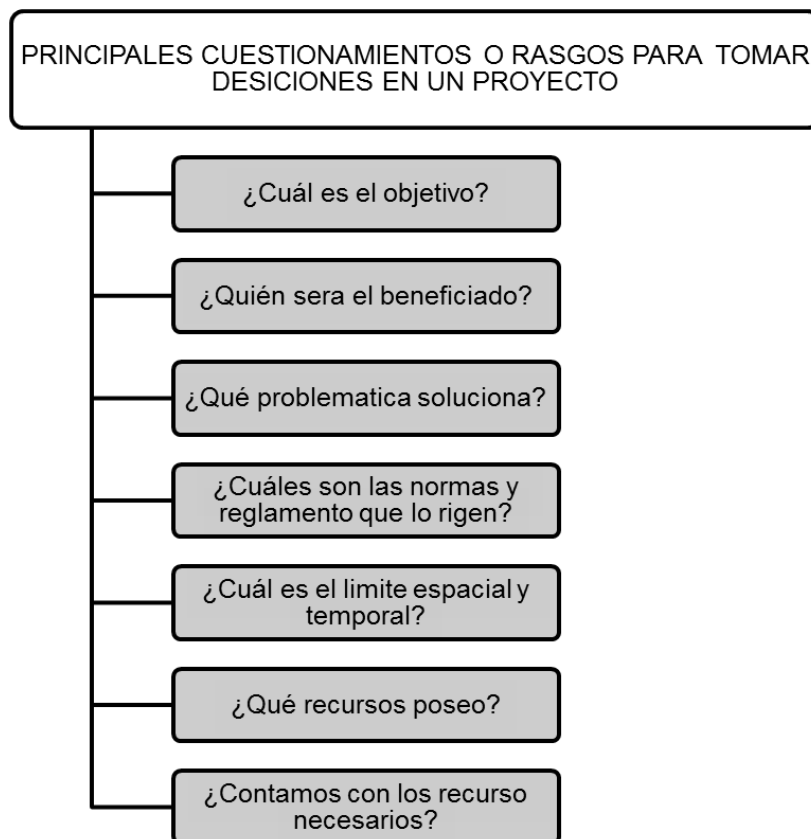 PRINCIPALES CUESTIONAMIENTOS O RASGOS PARA TOMAR
DESICIONES EN UN PROYECTO
¿Cuál es el objetivo?
¿Quién sera el beneficiado?
¿Qué problematica soluciona?
¿Cuáles son las normas y
reglamento que lo rigen?
¿Cuál es el limite espacial y
temporal?
¿Qué recursos poseo?
¿Contamos con los recurso
necesarios?